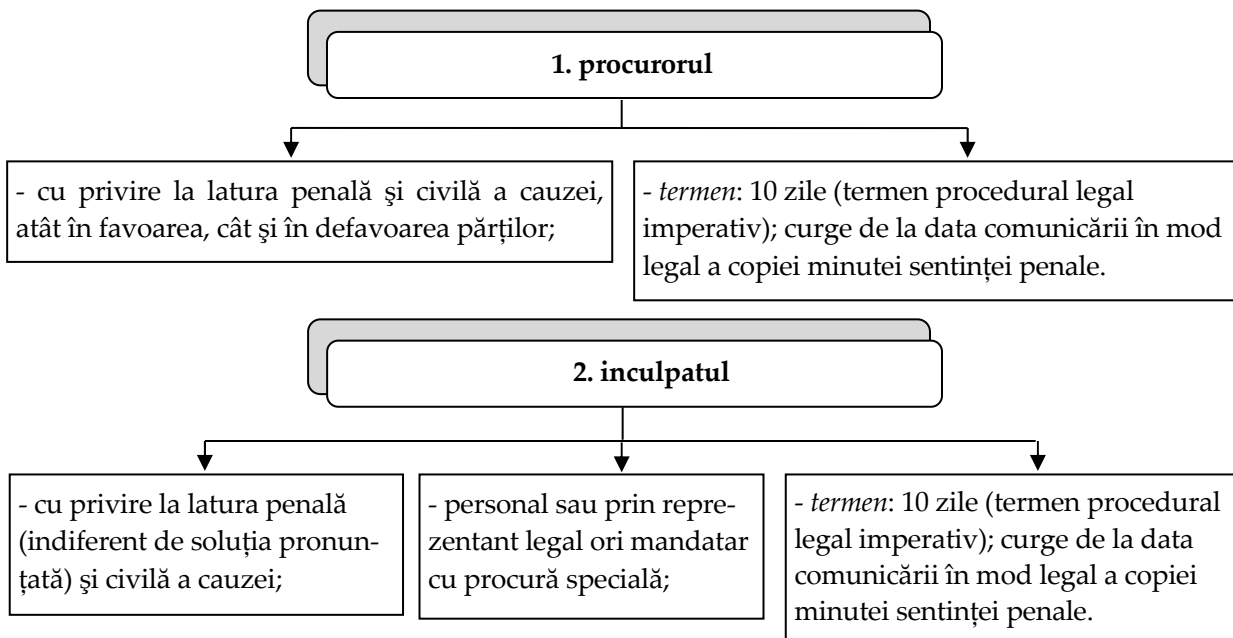 1. procurorul
- cu privire la latura penală şi civilă a cauzei,
atât în favoarea, cât şi în defavoarea părților;
- termen: 10 zile (termen procedural legal
imperativ); curge de la data comunicării în mod
legal a copiei minutei sentinței penale.
2. inculpatul
- cu privire la latura penală
(indiferent de soluția pronun-
țată) şi civilă a cauzei;
- personal sau prin repre-
zentant legal ori mandatar
cu procură specială;
- termen: 10 zile (termen procedural
legal imperativ); curge de la data
comunicării în mod legal a copiei
minutei sentinței penale.